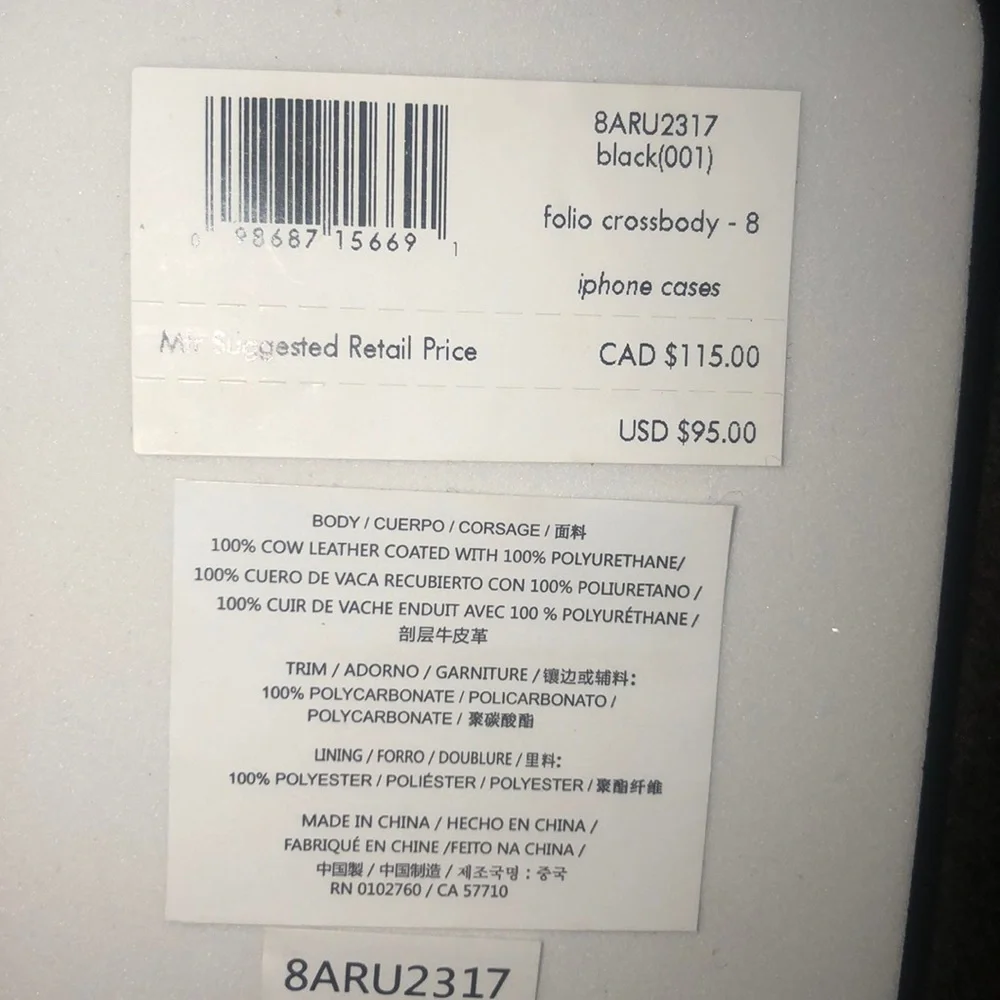 8ARU2317
black(001)
folio crossbody - 8
iphone cases
0 98687 15669 1
Mfr Suggested Retail Price CAD $115.00
USD $95.00
BODY / CUERPO / CORSAGE / 面料
100% COW LEATHER COATED WITH 100% POLYURETHANE/
100% CUERO DE VACA RECUBIERTO CON 100% POLIURETANO /
100% CUIR DE VACHE ENDUIT AVEC 100 % POLYURÉTHANE /
剖层牛皮革
TRIM / ADORNO / GARNITURE / 镶边或辅料:
100% POLYCARBONATE / POLICARBONATO /
POLYCARBONATE / 聚碳酸酯
LINING / FORRO / DOUBLURE / 里料:
100% POLYESTER / POLIÉSTER / POLYESTER / 聚酯纤维
MADE IN CHINA / HECHO EN CHINA /
FABRIQUÉ EN CHINE /FEITO NA CHINA /
中国製 / 中国制造 / 제조국명 : 중국
RN 0102760 / CA 57710
8ARU2317